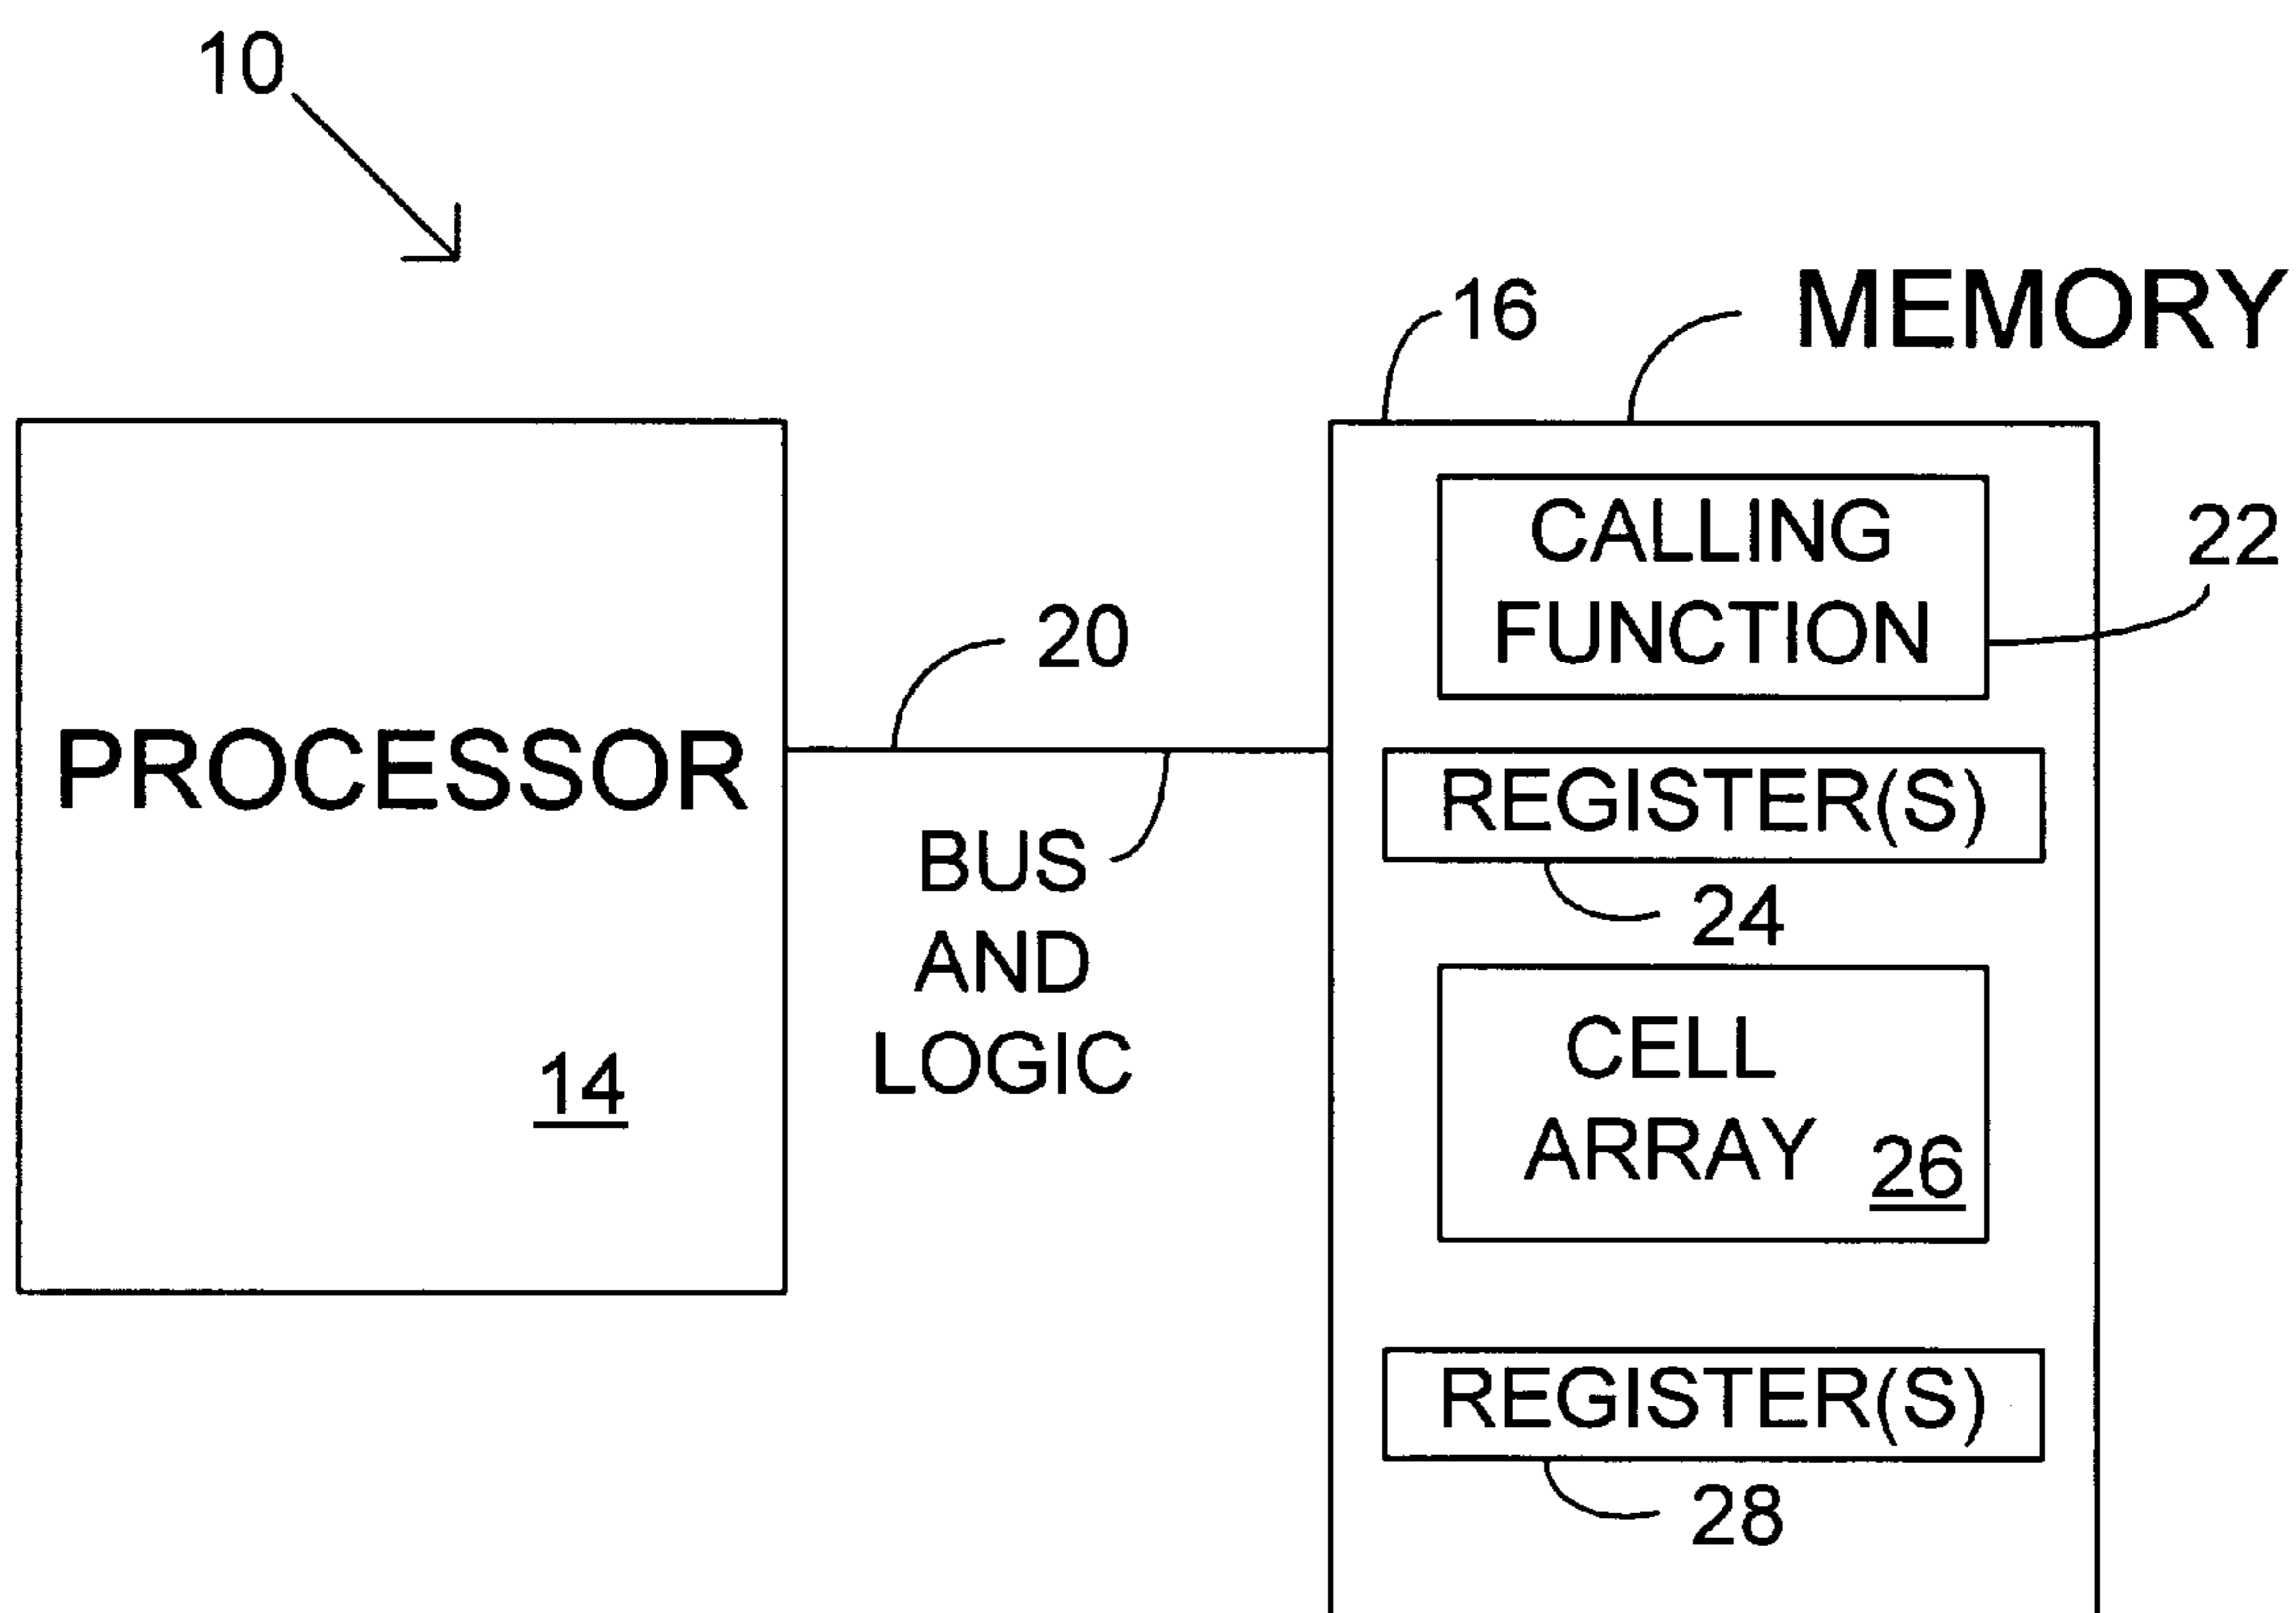 10
16
MEMORY
CALLING
FUNCTION
22
20
PROCESSOR
REGISTER(S)
BUS
AND
LOGIC
24
14
CELL
ARRAY
26
REGISTER(S)
28